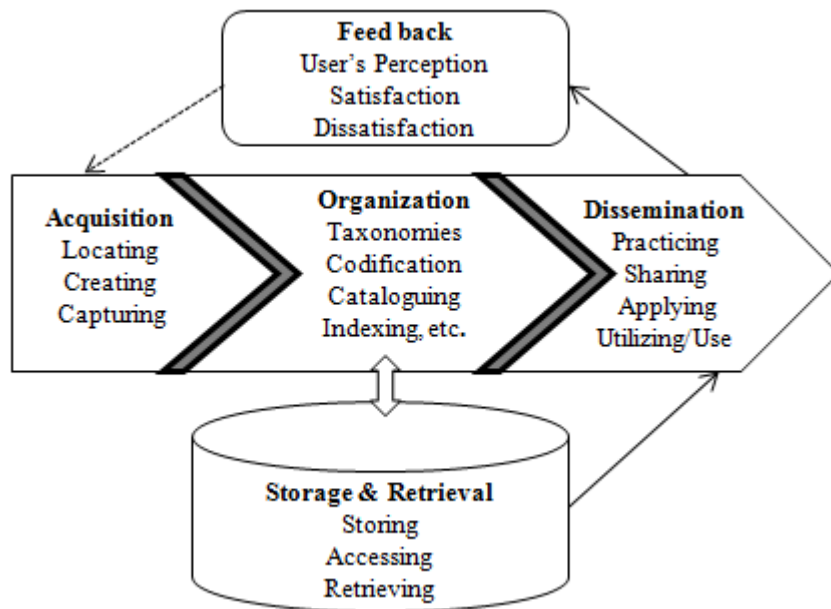 Feed back
User's Perception
Satisfaction
Dissatisfaction
Acquisition
Locating
Creating
Capturing
Organization
Taxonomies
Codification
Cataloguing
Indexing, etc.
Dissemination
Practicing
Sharing
Applying
Utilizing/Use
Storage & Retrieval
Storing
Accessing
Retrieving